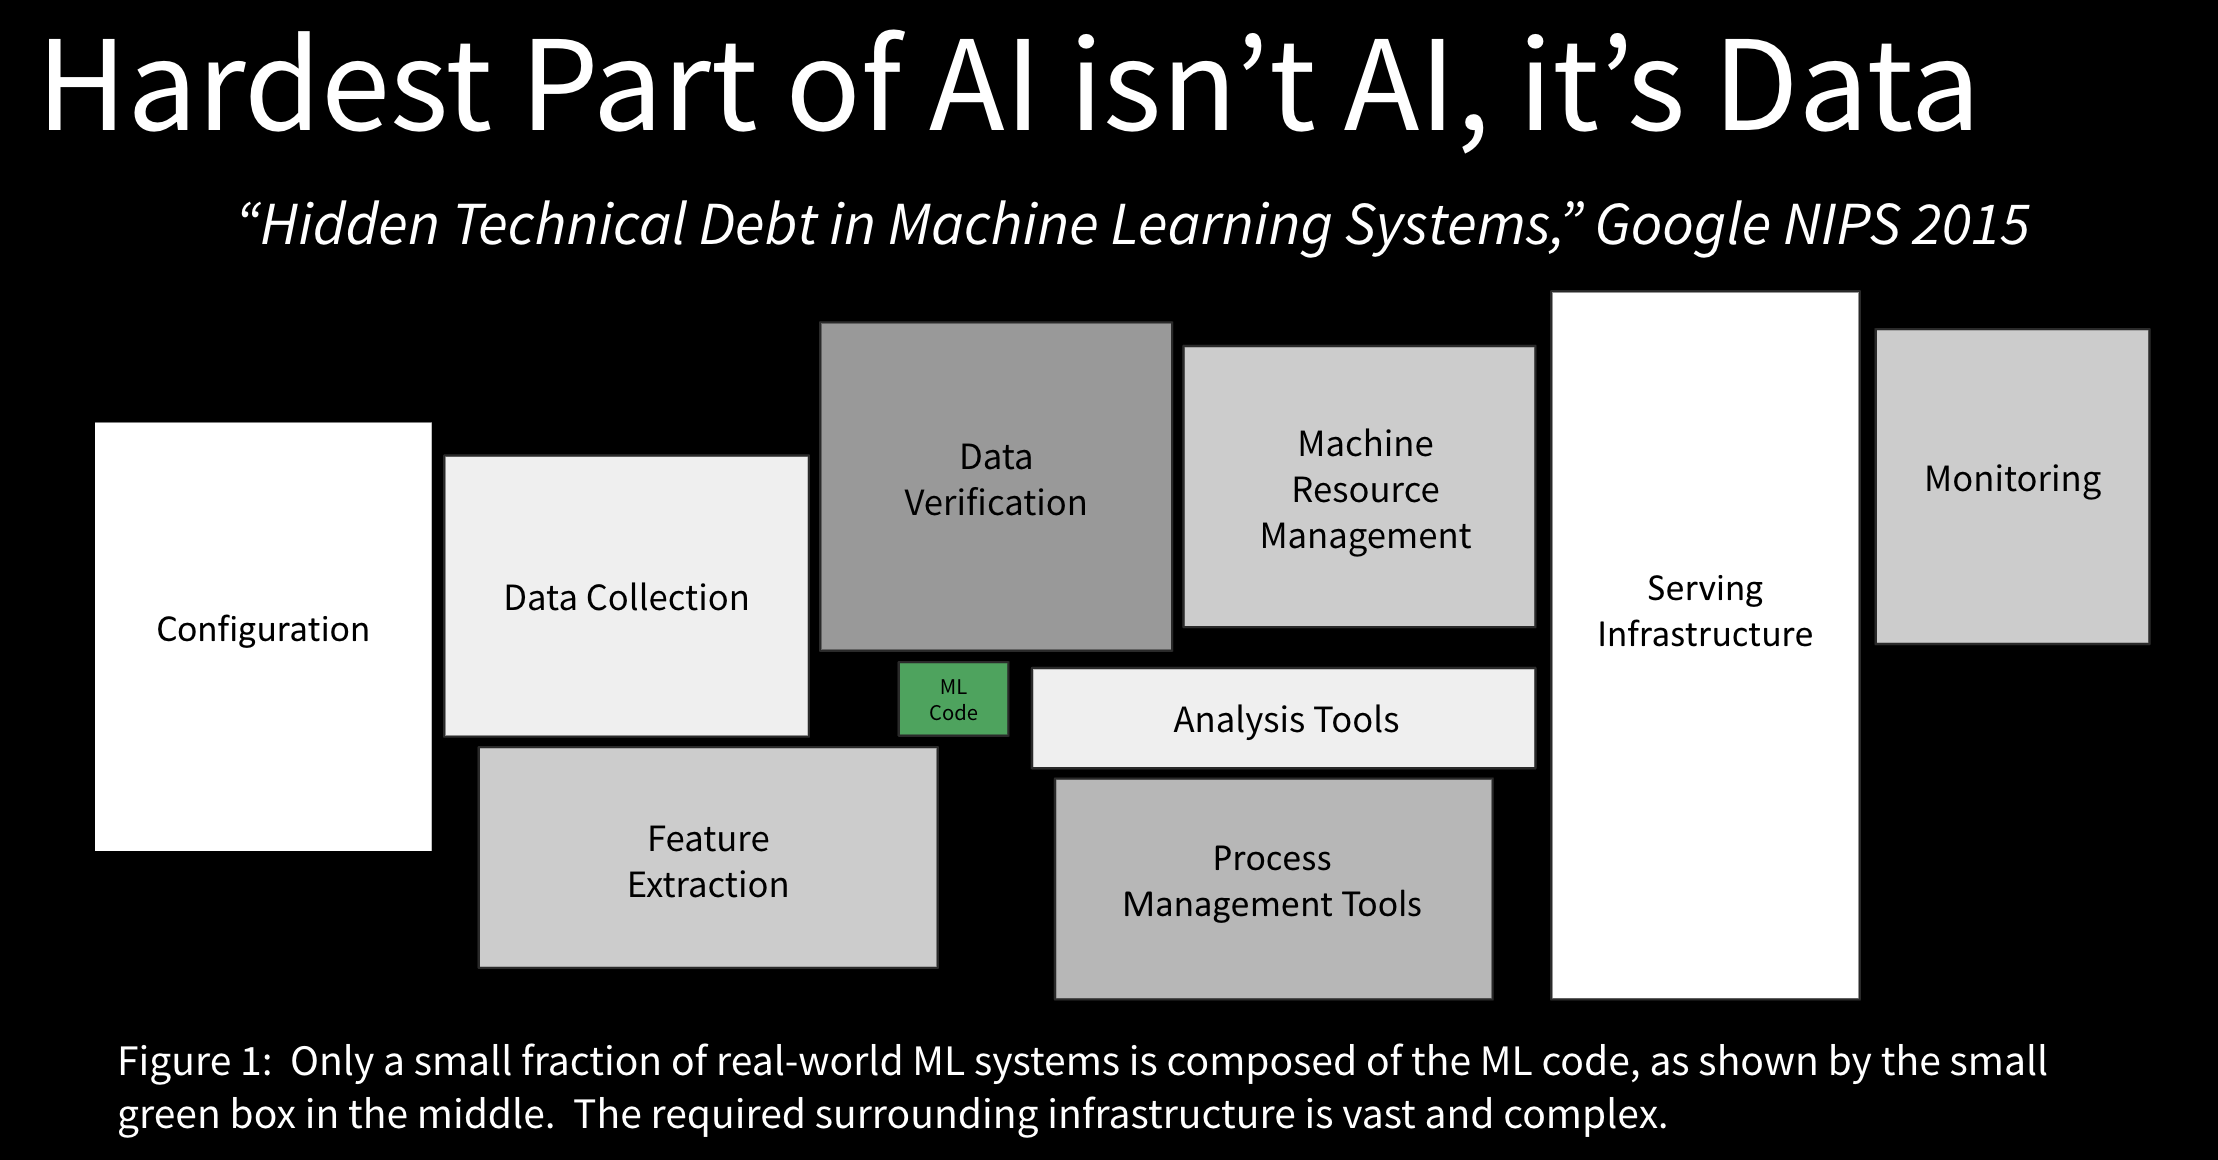 Hardest Part of AI isn’t AI, it’s Data
“Hidden Technical Debt in Machine Learning Systems,” Google NIPS 2015
Configuration
Data Collection
Data
Verification
Machine
Resource
Management
Serving
Infrastructure
Monitoring
ML
Code
Analysis Tools
Feature
Extraction
Process
Management Tools
Figure 1:  Only a small fraction of real-world ML systems is composed of the ML code, as shown by the small
green box in the middle.  The required surrounding infrastructure is vast and complex.